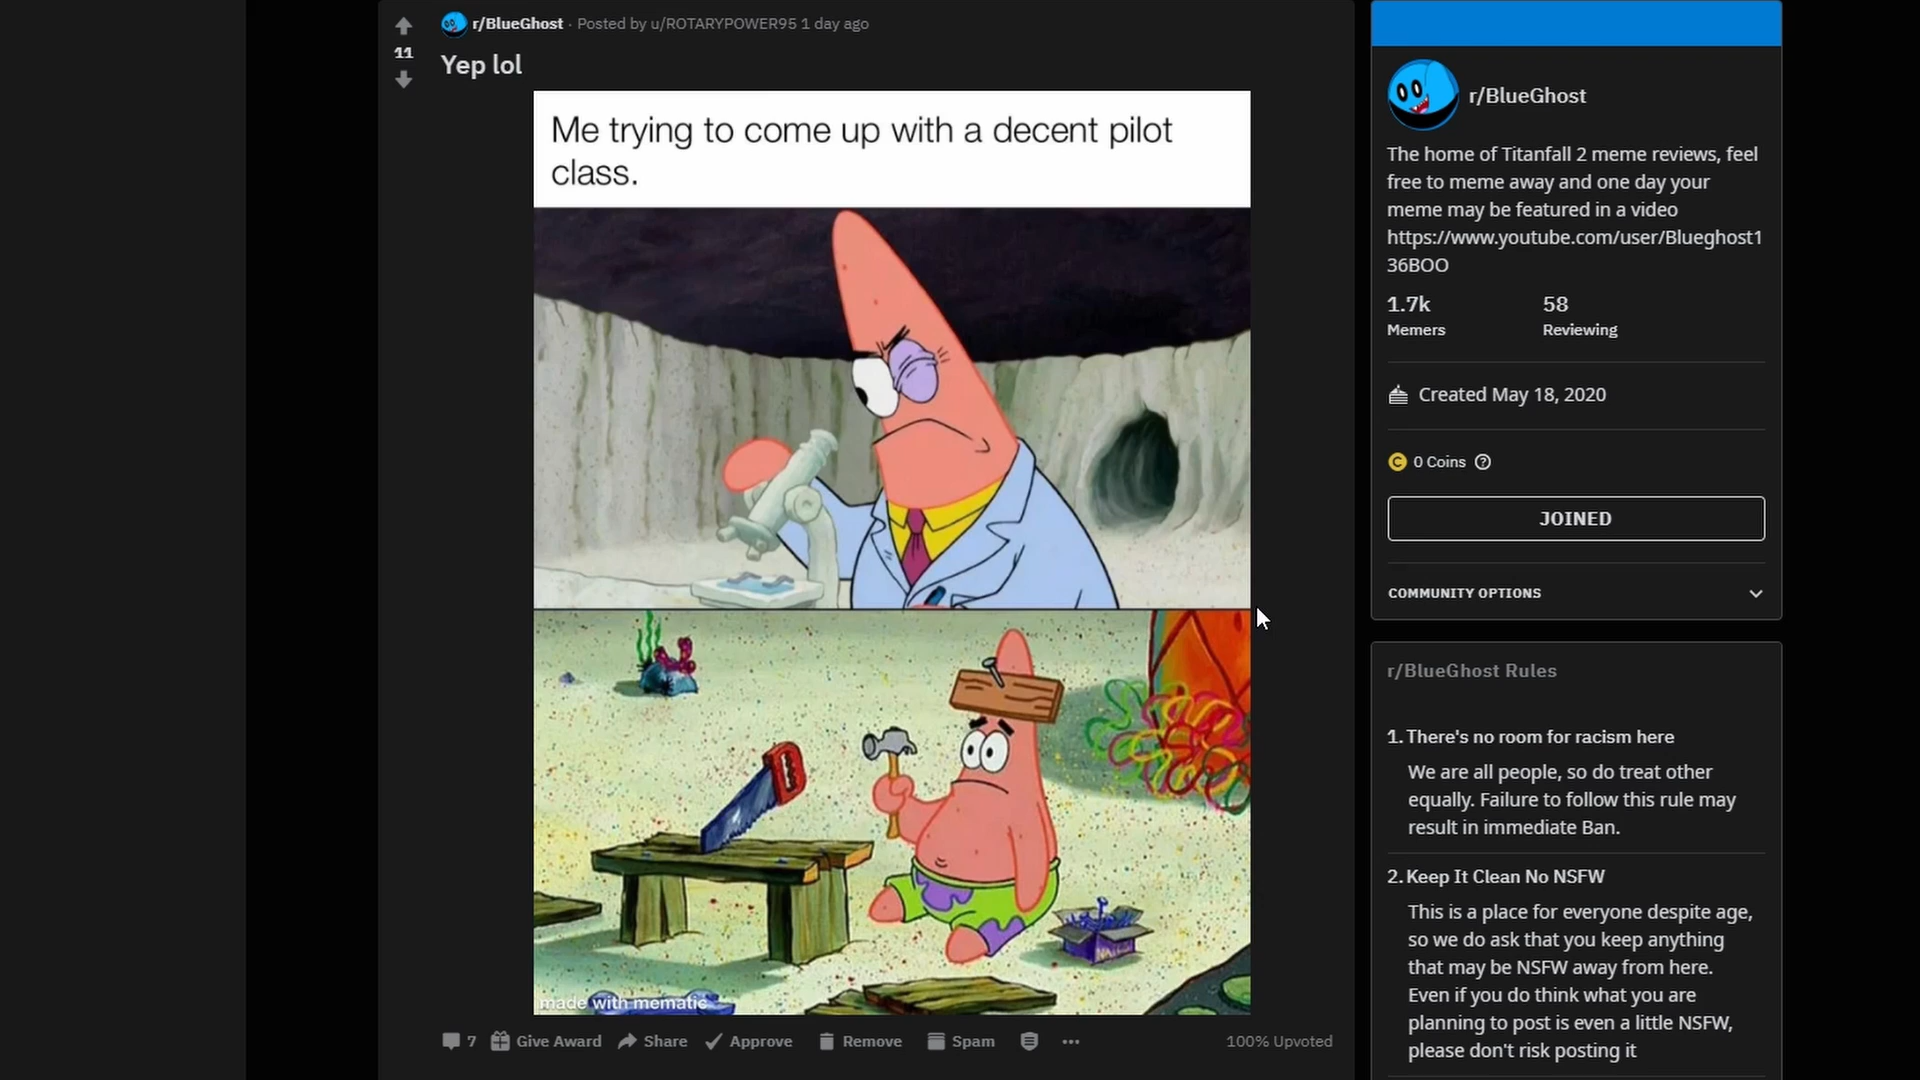 r/BlueGhost · Posted by u/ROTARYPOWER95 1 day ago
11
Yep lol
Me trying to come up with a decent pilot
class.
NAILS
made with mematic
7 Give Award Share Approve Remove Spam 100% Upvoted
r/BlueGhost
The home of Titanfall 2 meme reviews, feel
free to meme away and one day your
meme may be featured in a video
https://www.youtube.com/user/Blueghost1
36BOO
1.7k 58
Memers Reviewing
Created May 18, 2020
C 0 Coins ?
JOINED
COMMUNITY OPTIONS
r/BlueGhost Rules
1. There's no room for racism here
We are all people, so do treat other
equally. Failure to follow this rule may
result in immediate Ban.
2. Keep It Clean No NSFW
This is a place for everyone despite age,
so we do ask that you keep anything
that may be NSFW away from here.
Even if you do think what you are
planning to post is even a little NSFW,
please don't risk posting it